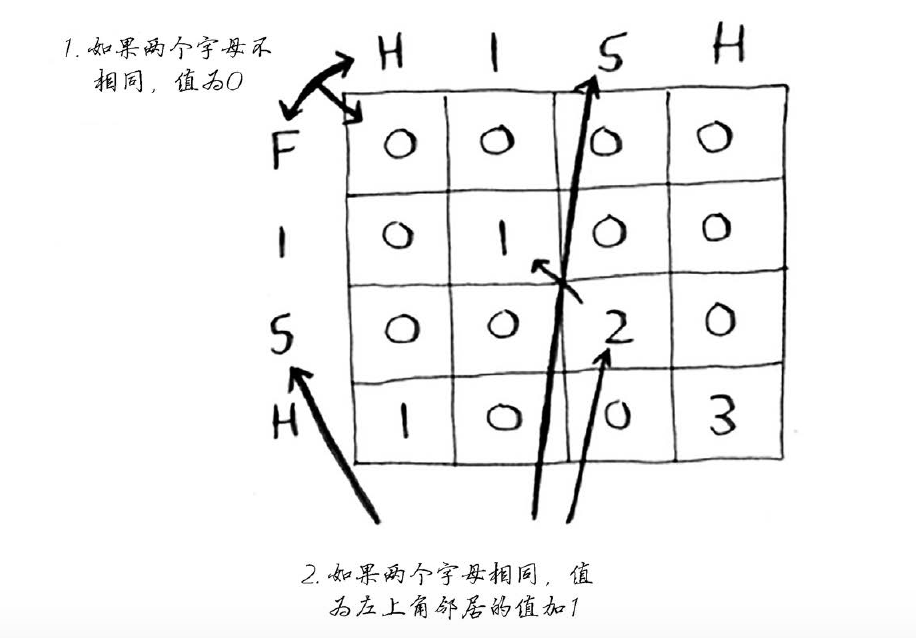 1. 如果两个字母不
相同，值为0
H I S H
F 0 0 0 0
I 0 1 0 0
S 0 0 2 0
H 1 0 0 3
2. 如果两个字母相同，值
为左上角邻居的值加1